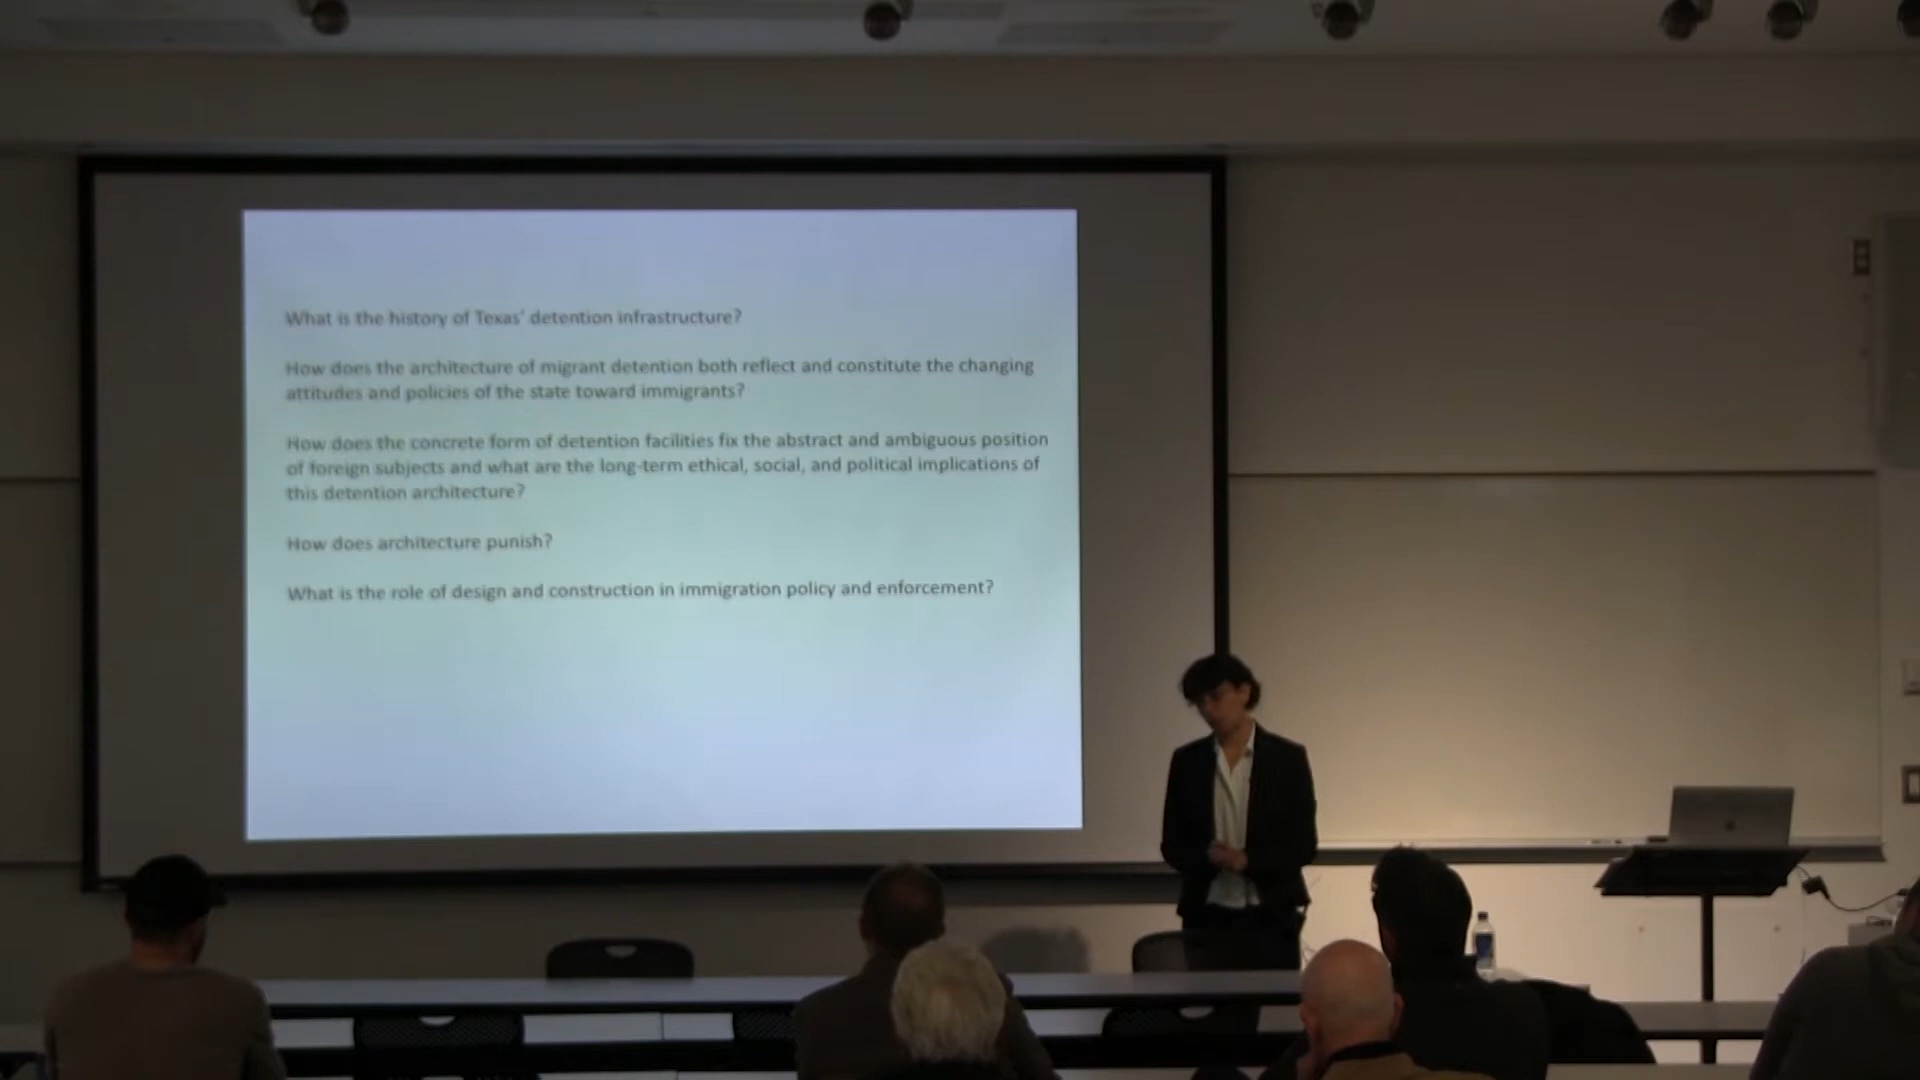 What is the history of Texas' detention infrastructure?
How does the architecture of migrant detention both reflect and constitute the changing
attitudes and policies of the state toward immigrants?
How does the concrete form of detention facilities fix the abstract and ambiguous position
of foreign subjects and what are the long-term ethical, social, and political implications of
this detention architecture?
How does architecture punish?
What is the role of design and construction in immigration policy and enforcement?